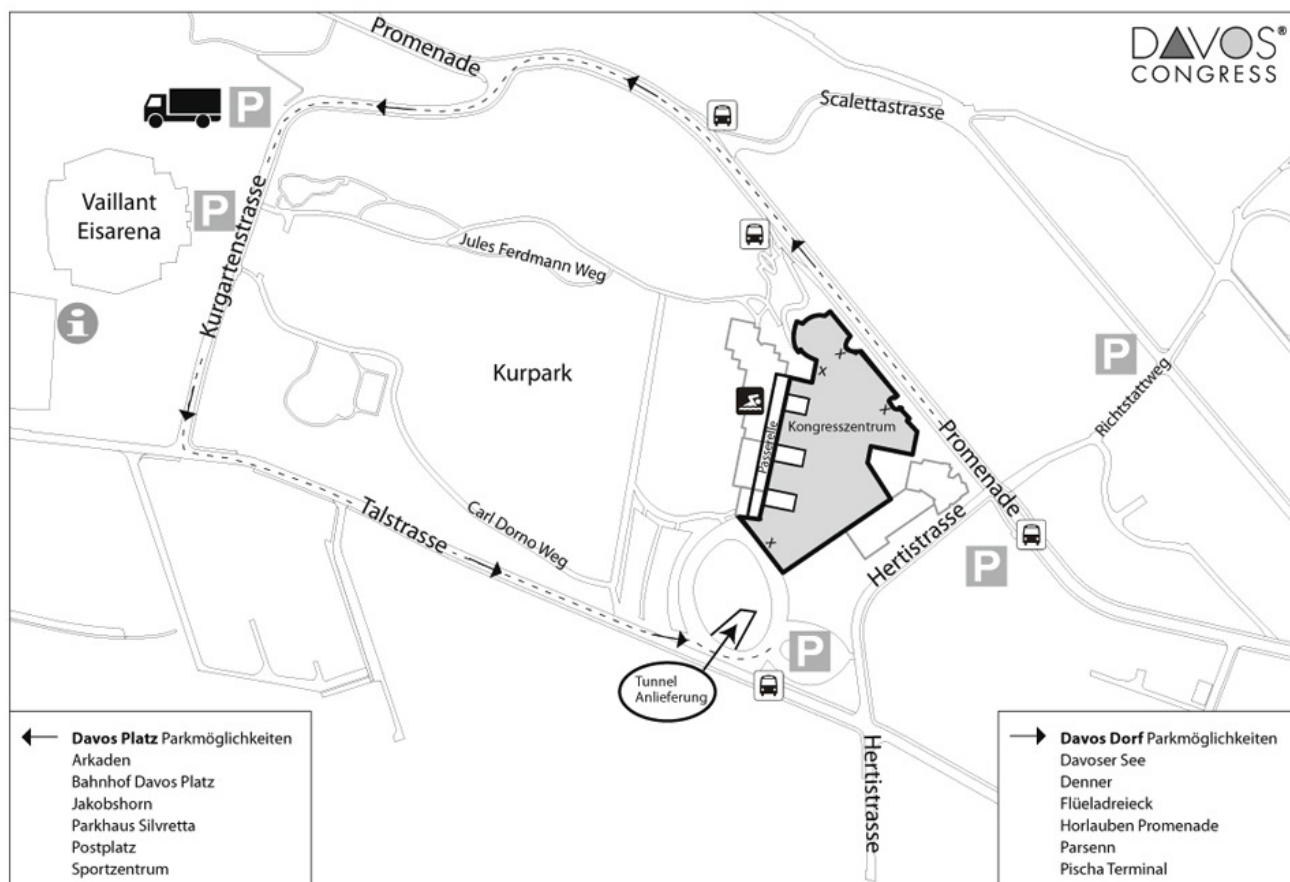 DAVOS®
CONGRESS
Promenade
Scalettastrasse
P
Vaillant
Eisarena
P
Kurgartenstrasse
Jules Ferdmann Weg
i
Kurpark
P
Richtstattweg
Kongresszentrum
Passerelle
Promenade
Talstrasse
Carl Dorno Weg
Hertistrasse
P
P
Tunnel
Anlieferung
Hertistrasse
Davos Platz Parkmöglichkeiten
Arkaden
Bahnhof Davos Platz
Jakobshorn
Parkhaus Silvretta
Postplatz
Sportzentrum
Davos Dorf Parkmöglichkeiten
Davoser See
Denner
Flüeladreieck
Horlauben Promenade
Parsenn
Pischa Terminal